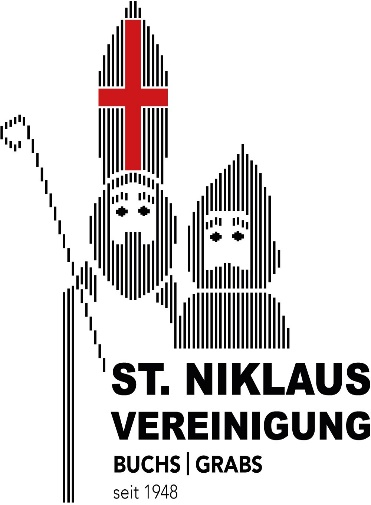 ST. NIKLAUS
VEREINIGUNG
BUCHS | GRABS
seit 1948